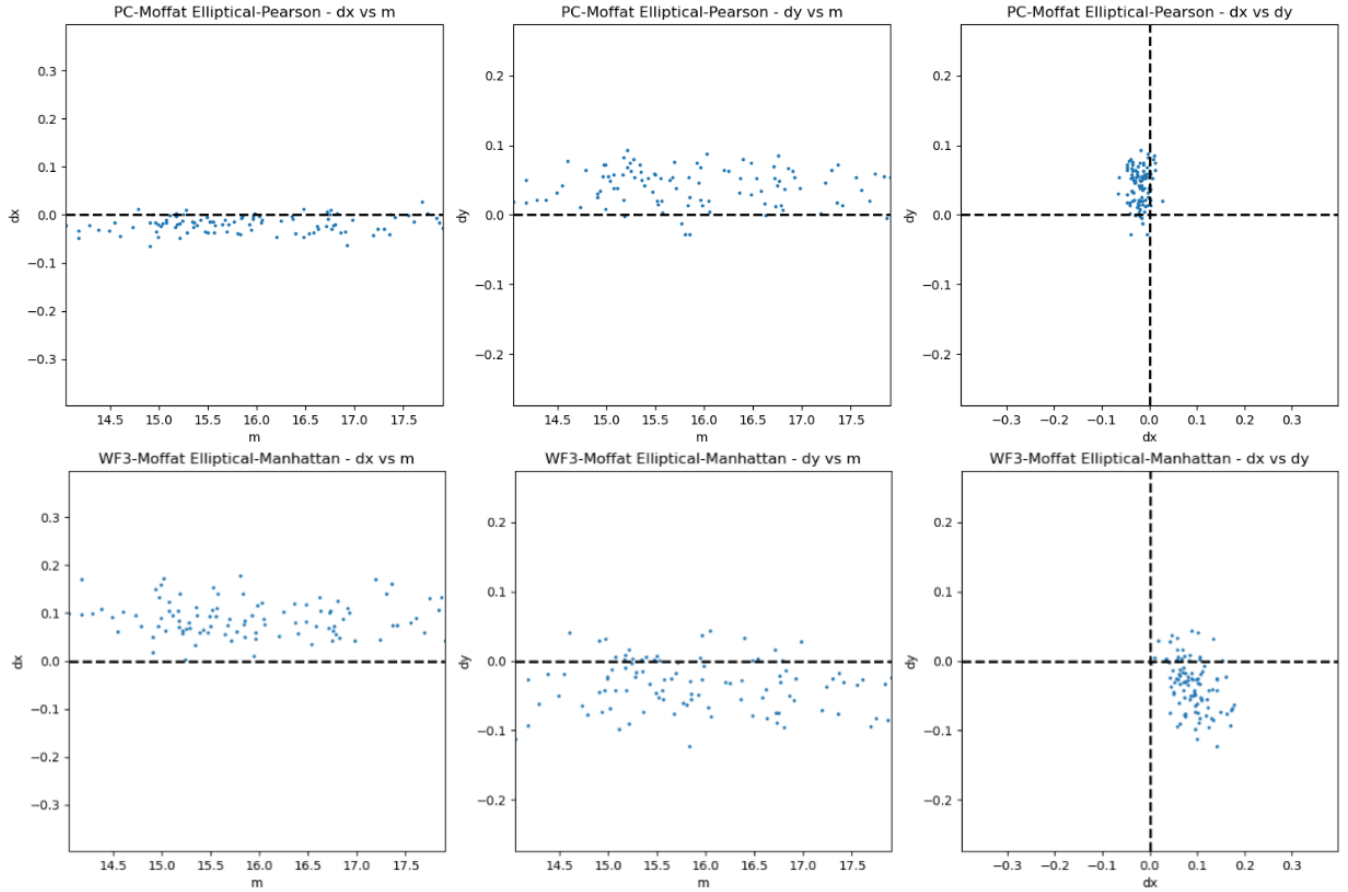 PC-Moffat Elliptical-Pearson - dx vs m
0.3
0.2
0.1
0.0
−0.1
−0.2
−0.3
dx
14.5 15.0 15.5 16.0 16.5 17.0 17.5
m
PC-Moffat Elliptical-Pearson - dy vs m
0.2
0.1
0.0
−0.1
−0.2
dy
14.5 15.0 15.5 16.0 16.5 17.0 17.5
m
PC-Moffat Elliptical-Pearson - dx vs dy
0.2
0.1
0.0
−0.1
−0.2
dy
−0.3 −0.2 −0.1 0.0 0.1 0.2 0.3
dx
WF3-Moffat Elliptical-Manhattan - dx vs m
0.3
0.2
0.1
0.0
−0.1
−0.2
−0.3
dx
14.5 15.0 15.5 16.0 16.5 17.0 17.5
m
WF3-Moffat Elliptical-Manhattan - dy vs m
0.2
0.1
0.0
−0.1
−0.2
dy
14.5 15.0 15.5 16.0 16.5 17.0 17.5
m
WF3-Moffat Elliptical-Manhattan - dx vs dy
0.2
0.1
0.0
−0.1
−0.2
dy
−0.3 −0.2 −0.1 0.0 0.1 0.2 0.3
dx